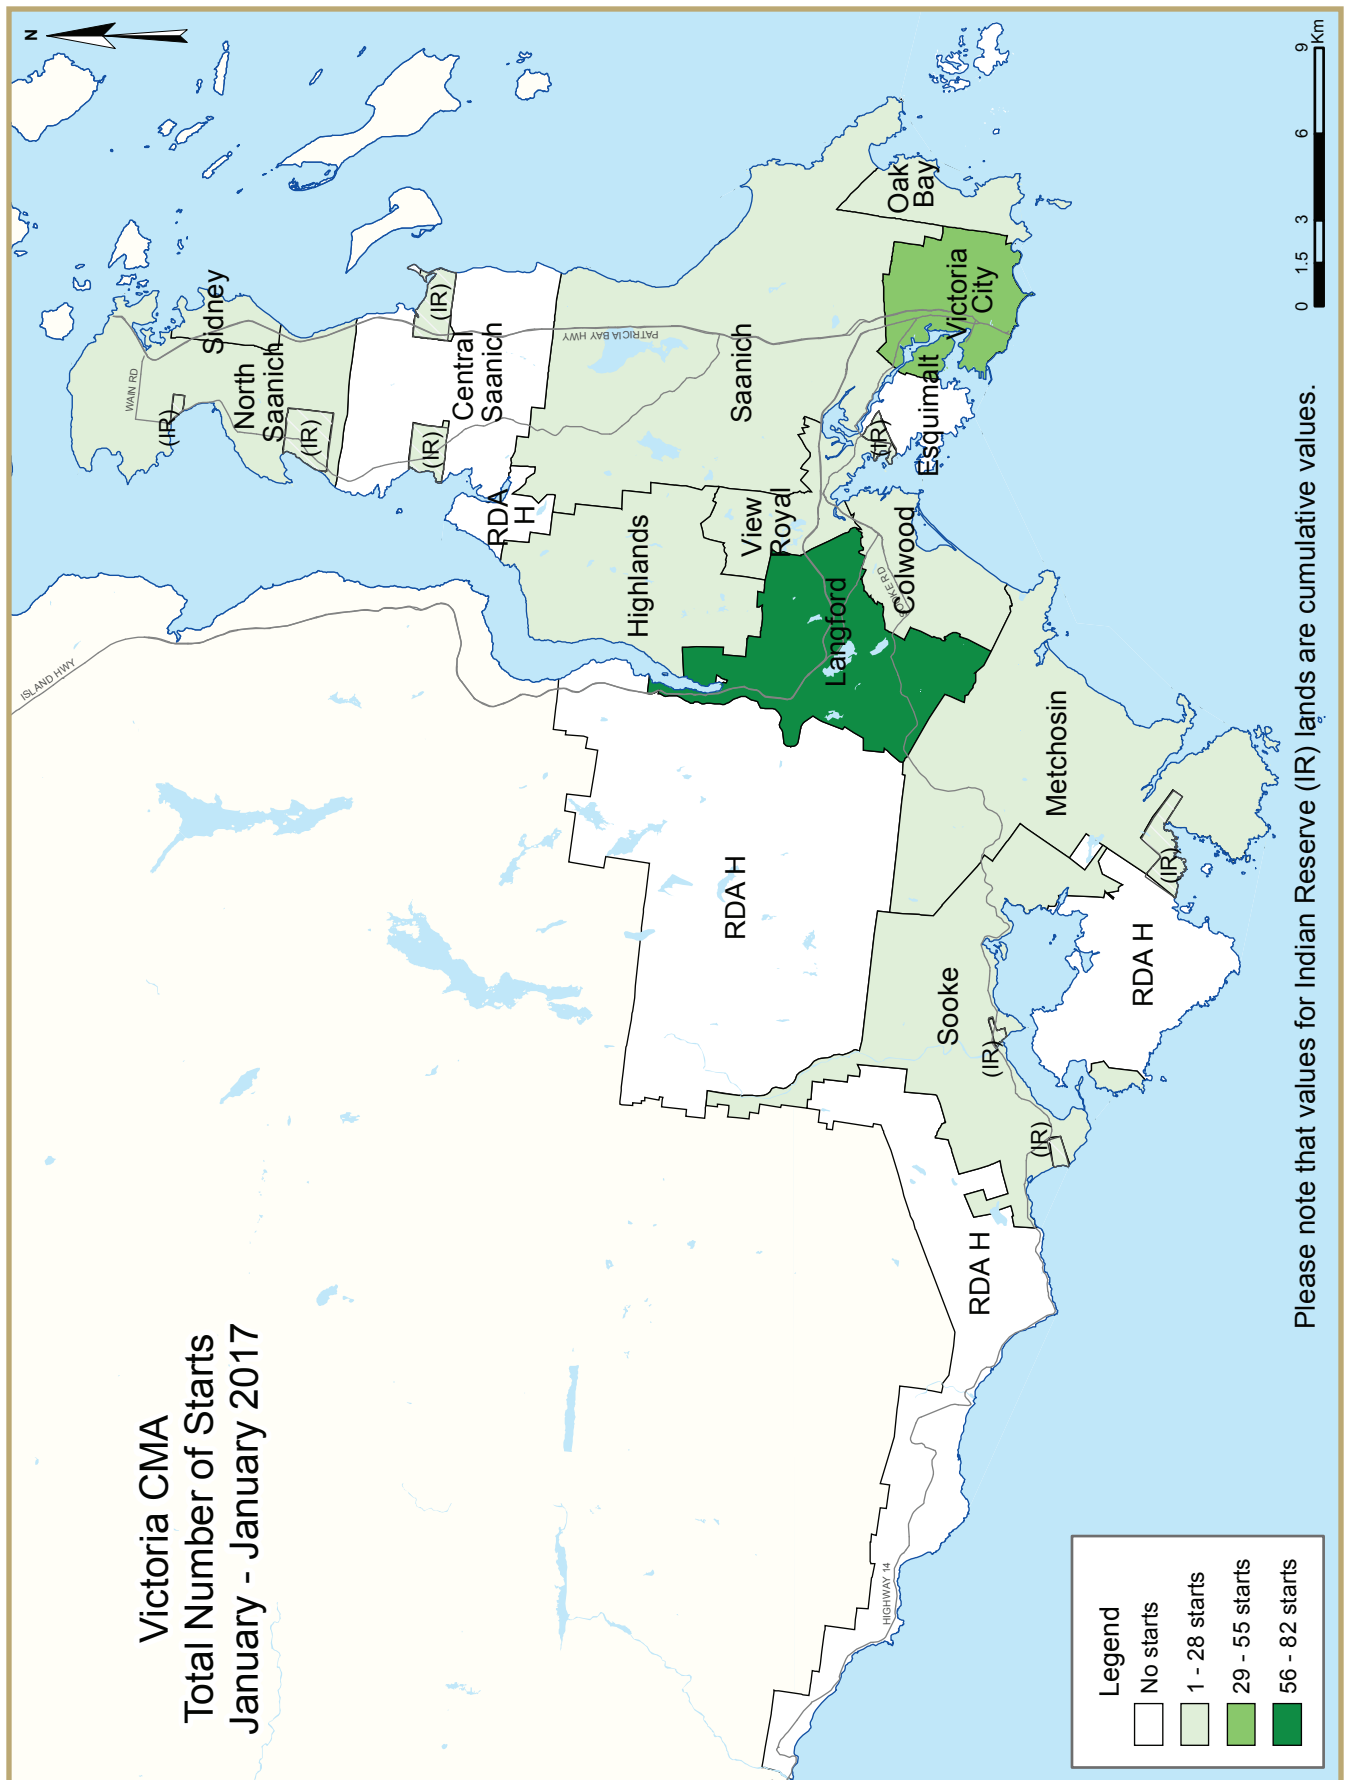 Victoria CMA
Total Number of Starts
January - January 2017
N
ISLAND HWY
WAIN RD
(IR)
Sidney
North
Saanich
(IR)
(IR)
Central
Saanich
(IR)
RDA
H
PATRICIA BAY HWY
Highlands
Saanich
View
Royal
Oak
Bay
Victoria
City
Esquimalt
(IR)
Langford
Colwood
Metchosin
RDA H
Sooke
(IR)
(IR)
(IR)
RDA H
RDA H
HIGHWAY 14
Legend
No starts
1 - 28 starts
29 - 55 starts
56 - 82 starts
0 1.5 3 6 9
Km
Please note that values for Indian Reserve (IR) lands are cumulative values.